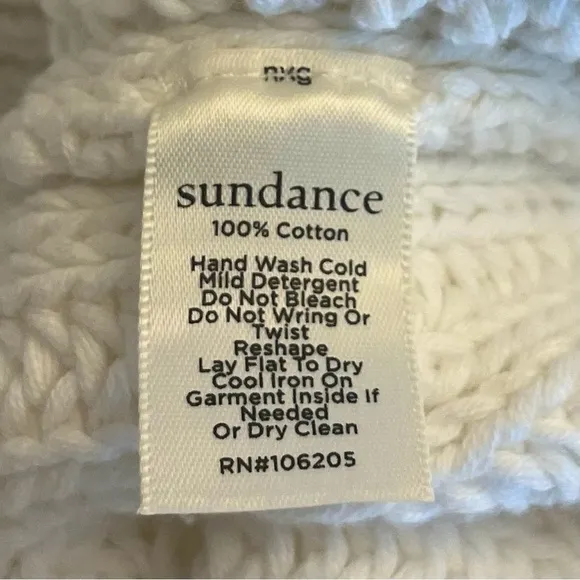 nxg
sundance
100% Cotton
Hand Wash Cold
Mild Detergent
Do Not Bleach
Do Not Wring Or
Twist
Reshape
Lay Flat To Dry
Cool Iron On
Garment Inside If
Needed
Or Dry Clean
RN#106205